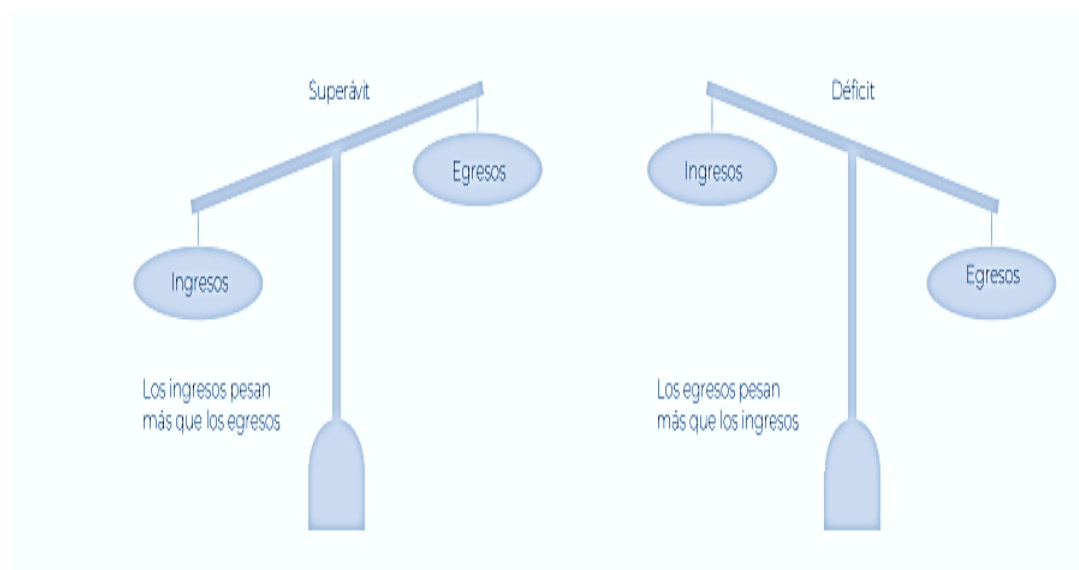 Superávit
Egresos
Ingresos
Los ingresos pesan
más que los egresos
Déficit
Ingresos
Egresos
Los egresos pesan
más que los ingresos